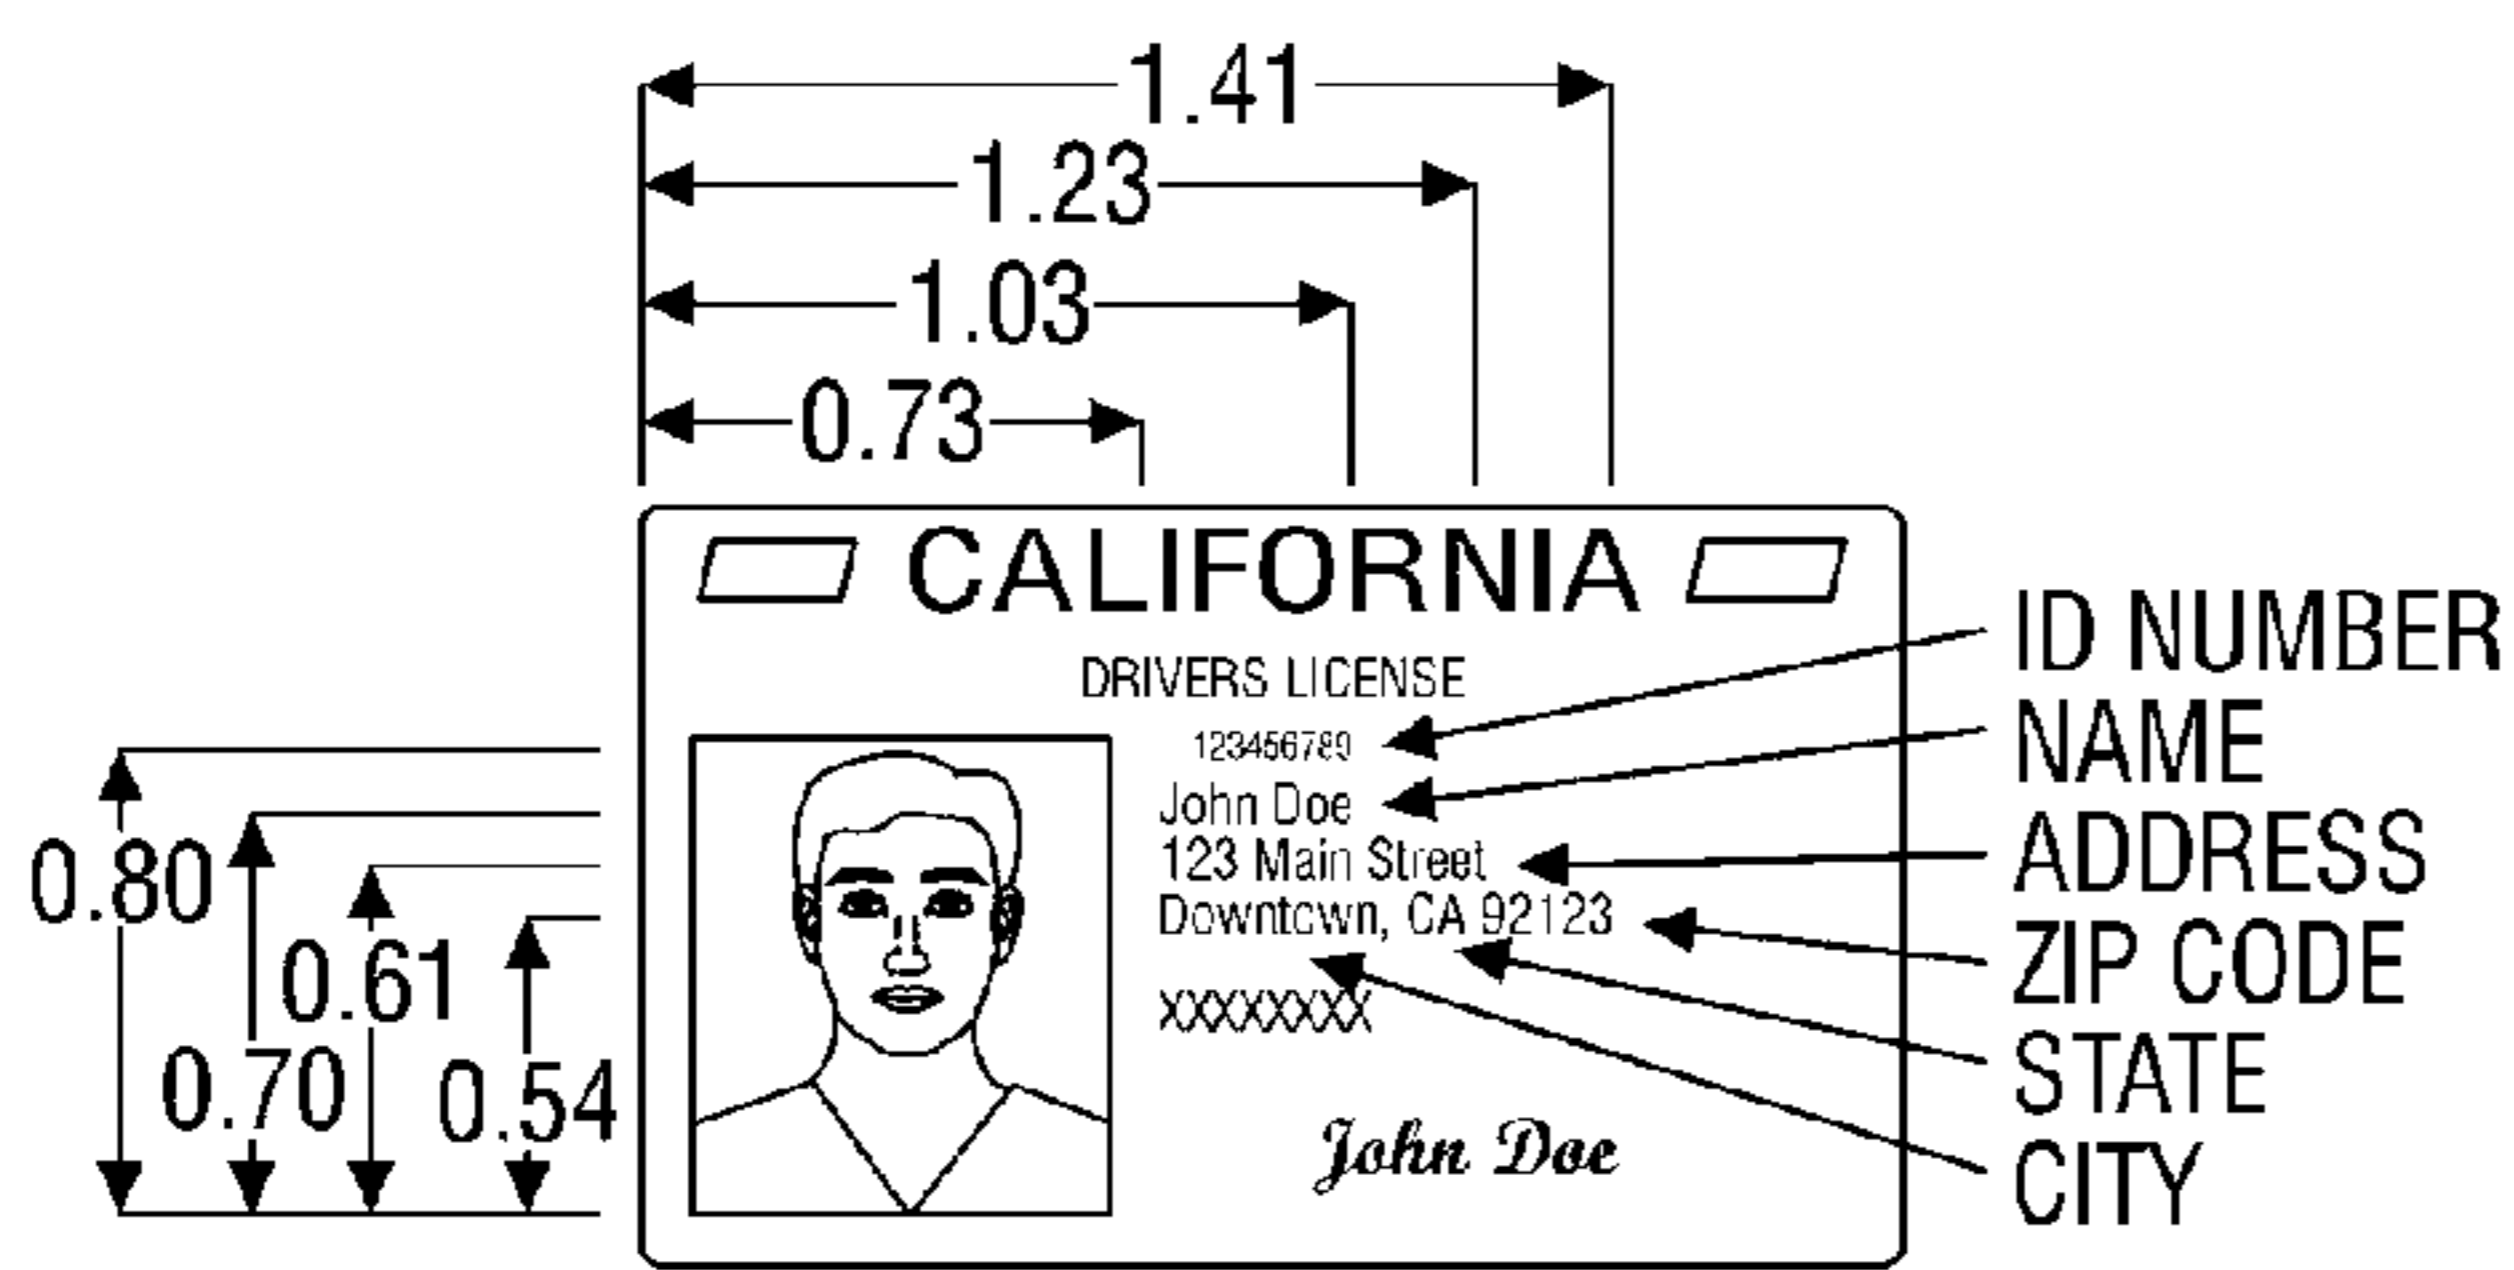 1.41
1.23
1.03
0.73
CALIFORNIA
DRIVERS LICENSE
123456789
John Doe
123 Main Street
Downtown, CA 92123
XXXXXXXX
John Doe
ID NUMBER
NAME
ADDRESS
ZIP CODE
STATE
CITY
0.80
0.70
0.61
0.54